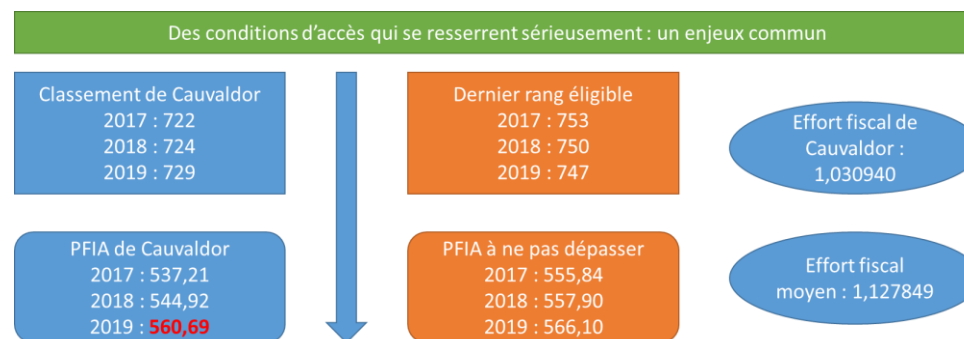 Des conditions d'accès qui se resserrent sérieusement : un enjeux commun
Classement de Cauvaldor
2017 : 722
2018 : 724
2019 : 729
Dernier rang éligible
2017 : 753
2018 : 750
2019 : 747
Effort fiscal de
Cauvaldor :
1,030940
PFIA de Cauvaldor
2017 : 537,21
2018 : 544,92
2019 : 560,69
PFIA à ne pas dépasser
2017 : 555,84
2018 : 557,90
2019 : 566,10
Effort fiscal
moyen : 1,127849